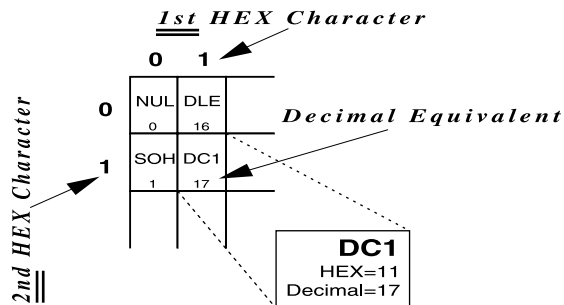 1st HEX Character
0 1
0 NUL DLE
0 16
Decimal Equivalent
1 SOH DC1
1 17
2nd HEX Character
DC1
HEX=11
Decimal=17